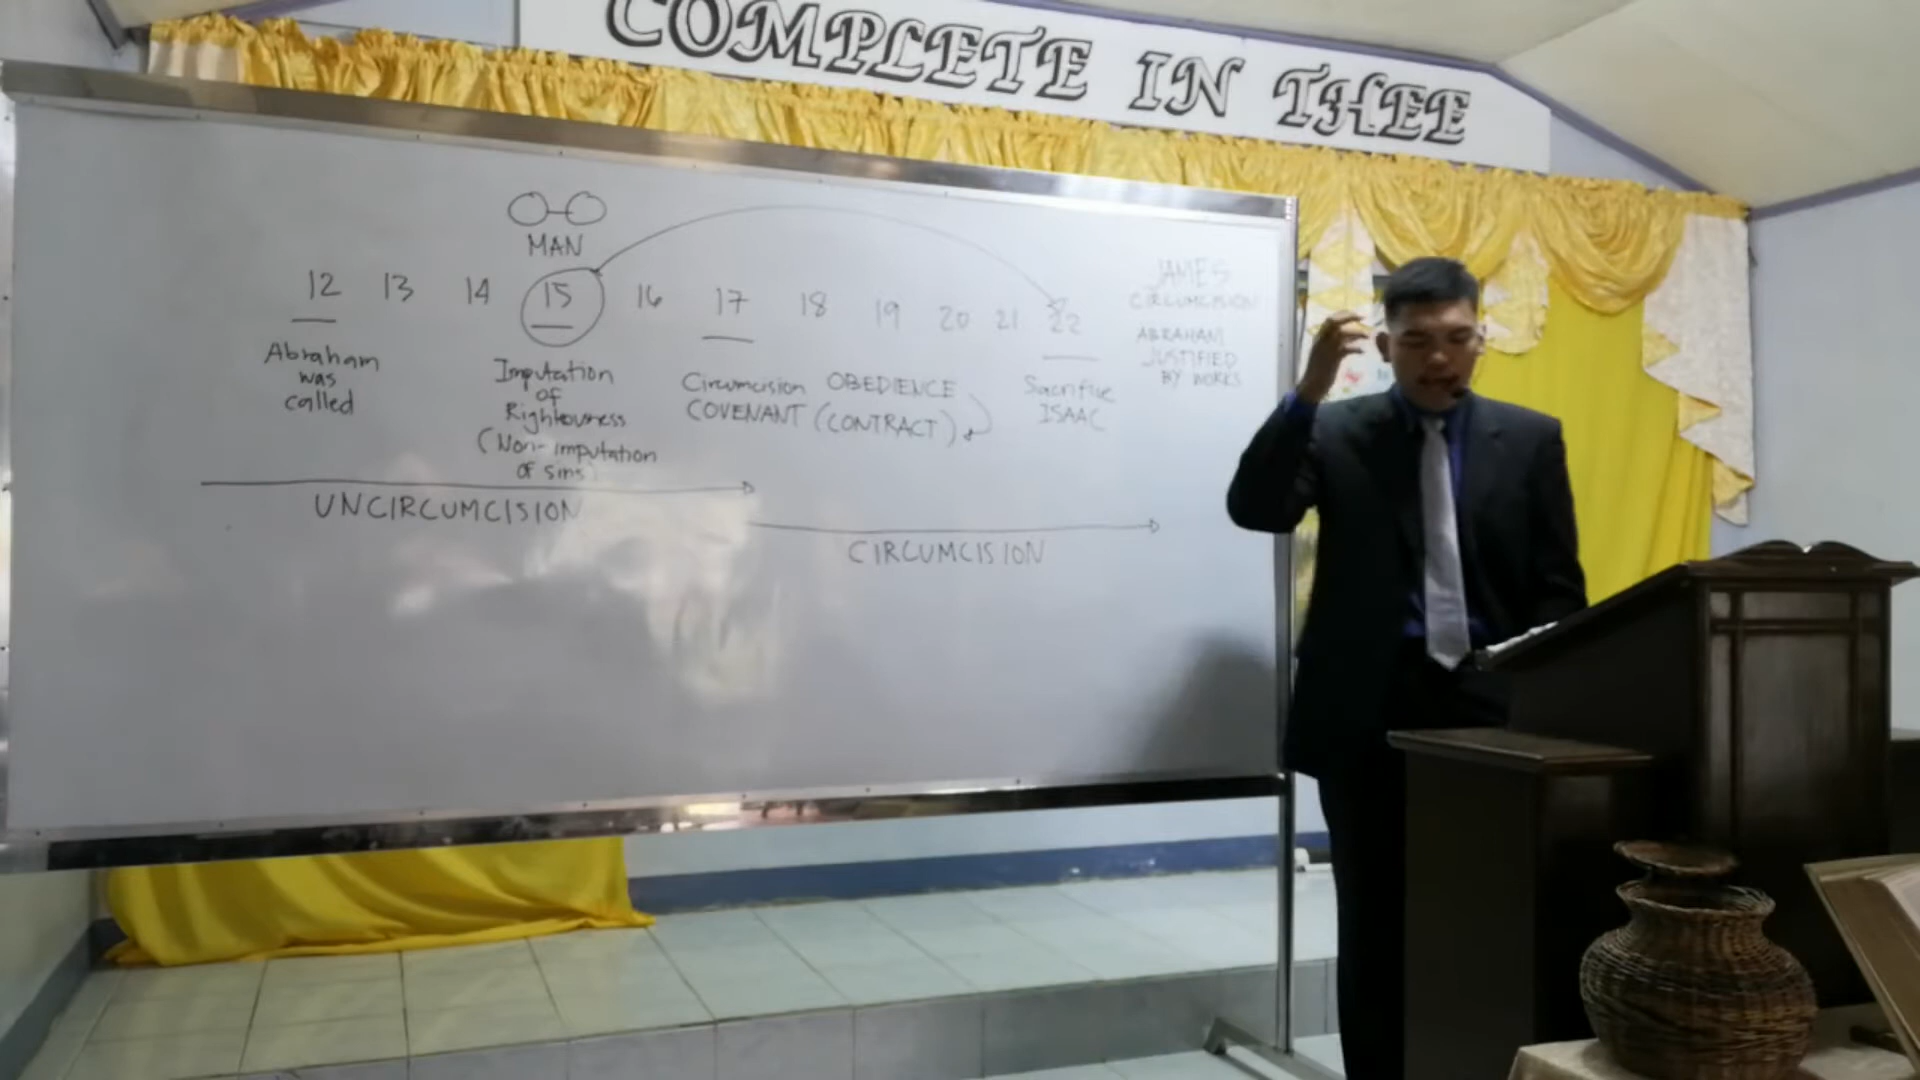 COMPLETE IN THEE
MAN
12 13 14 15 16 17 18 19 20 21 22
Abraham
was
called
Imputation
of
Righteousness
(Non-imputation
of sins)
Circumcision
COVENANT
OBEDIENCE
(CONTRACT)
Sacrifice
ISAAC
JAMES
CIRCUMCISION
ABRAHAM
JUSTIFIED
BY WORKS
UNCIRCUMCISION
CIRCUMCISION